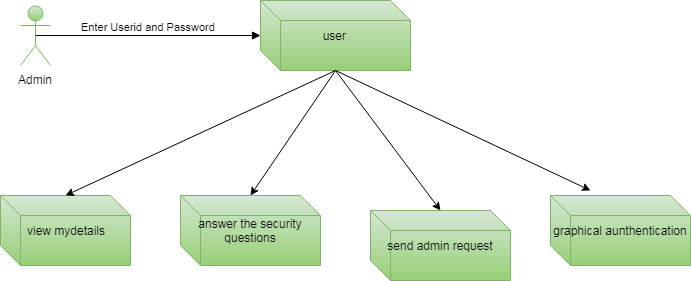 Enter Userid and Password
user
Admin
view mydetails
answer the security
questions
send admin request
graphical aunthentication